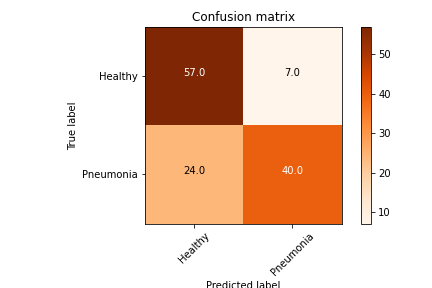 Confusion matrix
True label
Healthy
57.0
7.0
Pneumonia
24.0
40.0
Healthy
Pneumonia
Predicted label
50
40
30
20
10